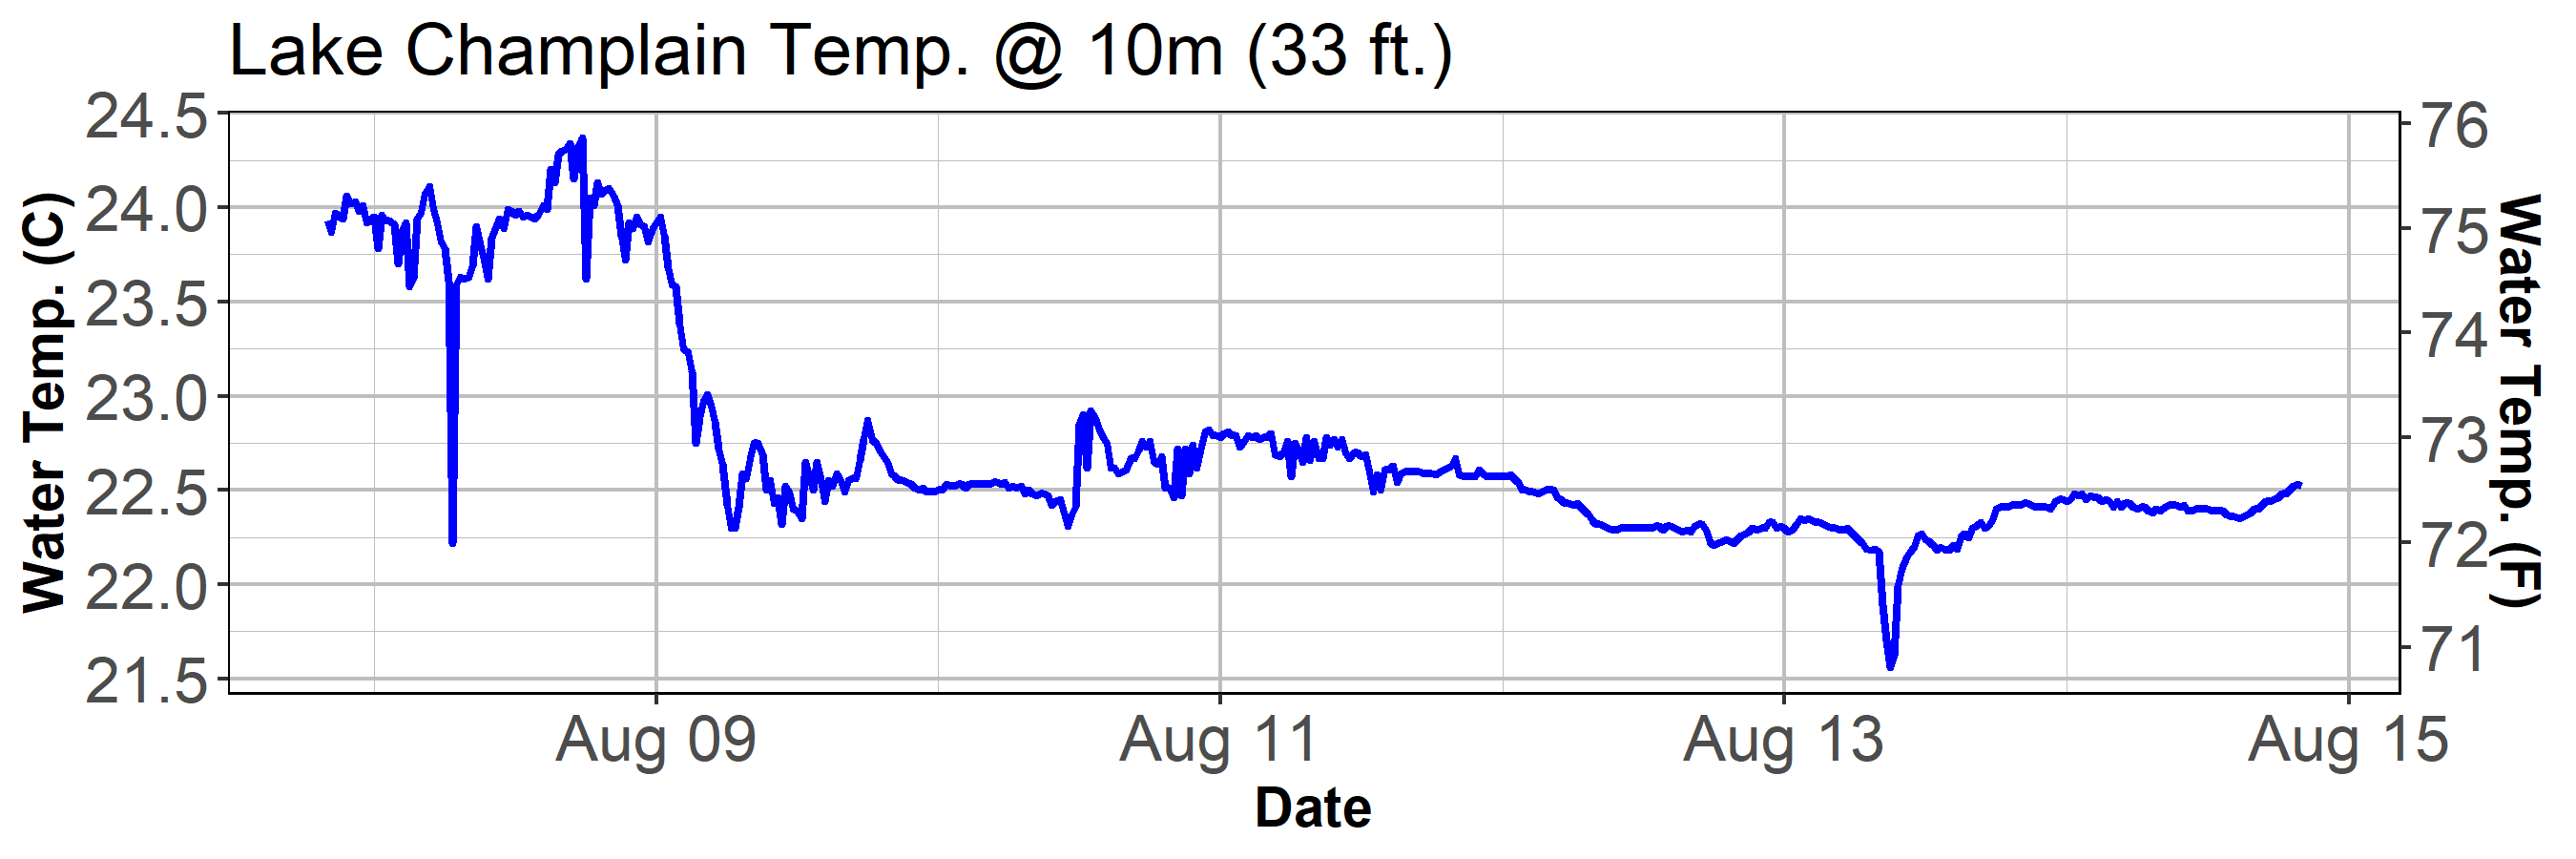 Lake Champlain Temp. @ 10m (33 ft.)
Water Temp. (C)
24.5
24.0
23.5
23.0
22.5
22.0
21.5
76
75
74
73
72
71
Water Temp. (F)
Aug 09
Aug 11
Aug 13
Aug 15
Date